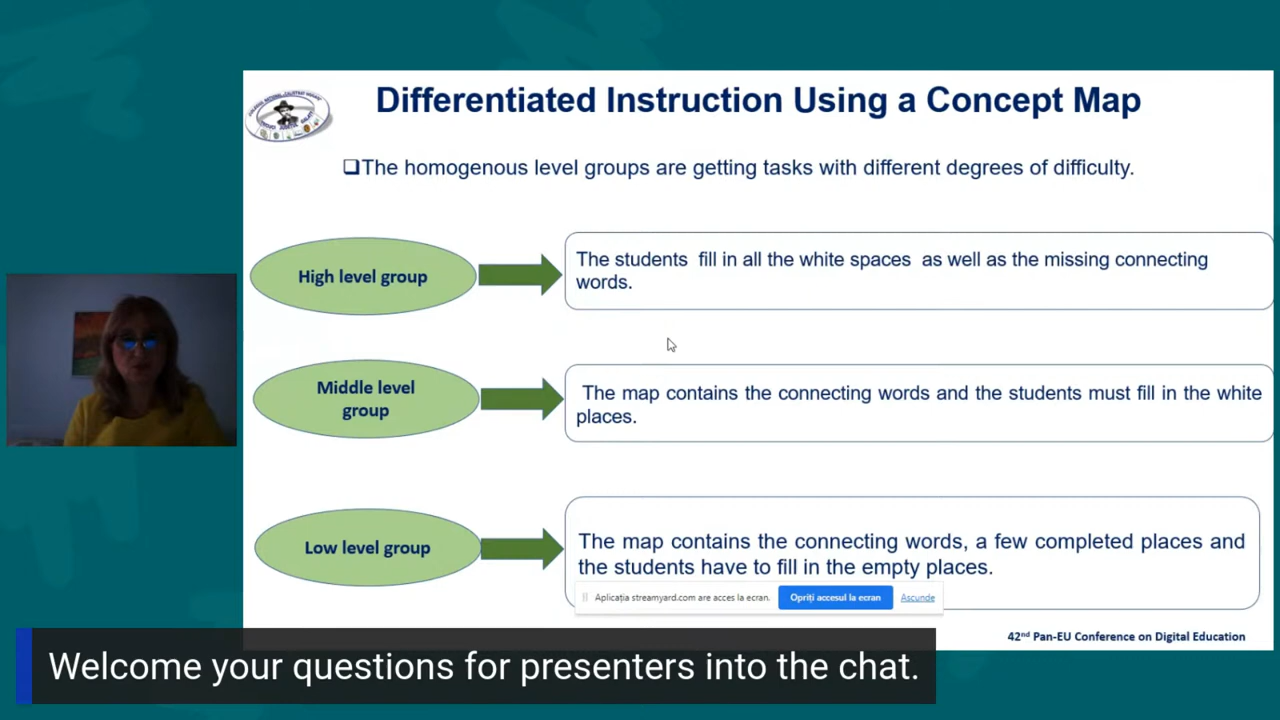 Differentiated Instruction Using a Concept Map
❑The homogenous level groups are getting tasks with different degrees of difficulty.
High level group
The students fill in all the white spaces as well as the missing connecting
words.
Middle level
group
The map contains the connecting words and the students must fill in the white
places.
Low level group
The map contains the connecting words, a few completed places and
the students have to fill in the empty places.
Aplicația streamyard.com are acces la ecran.
Opriți accesul la ecran
Ascunde
42nd Pan-EU Conference on Digital Education
Welcome your questions for presenters into the chat.